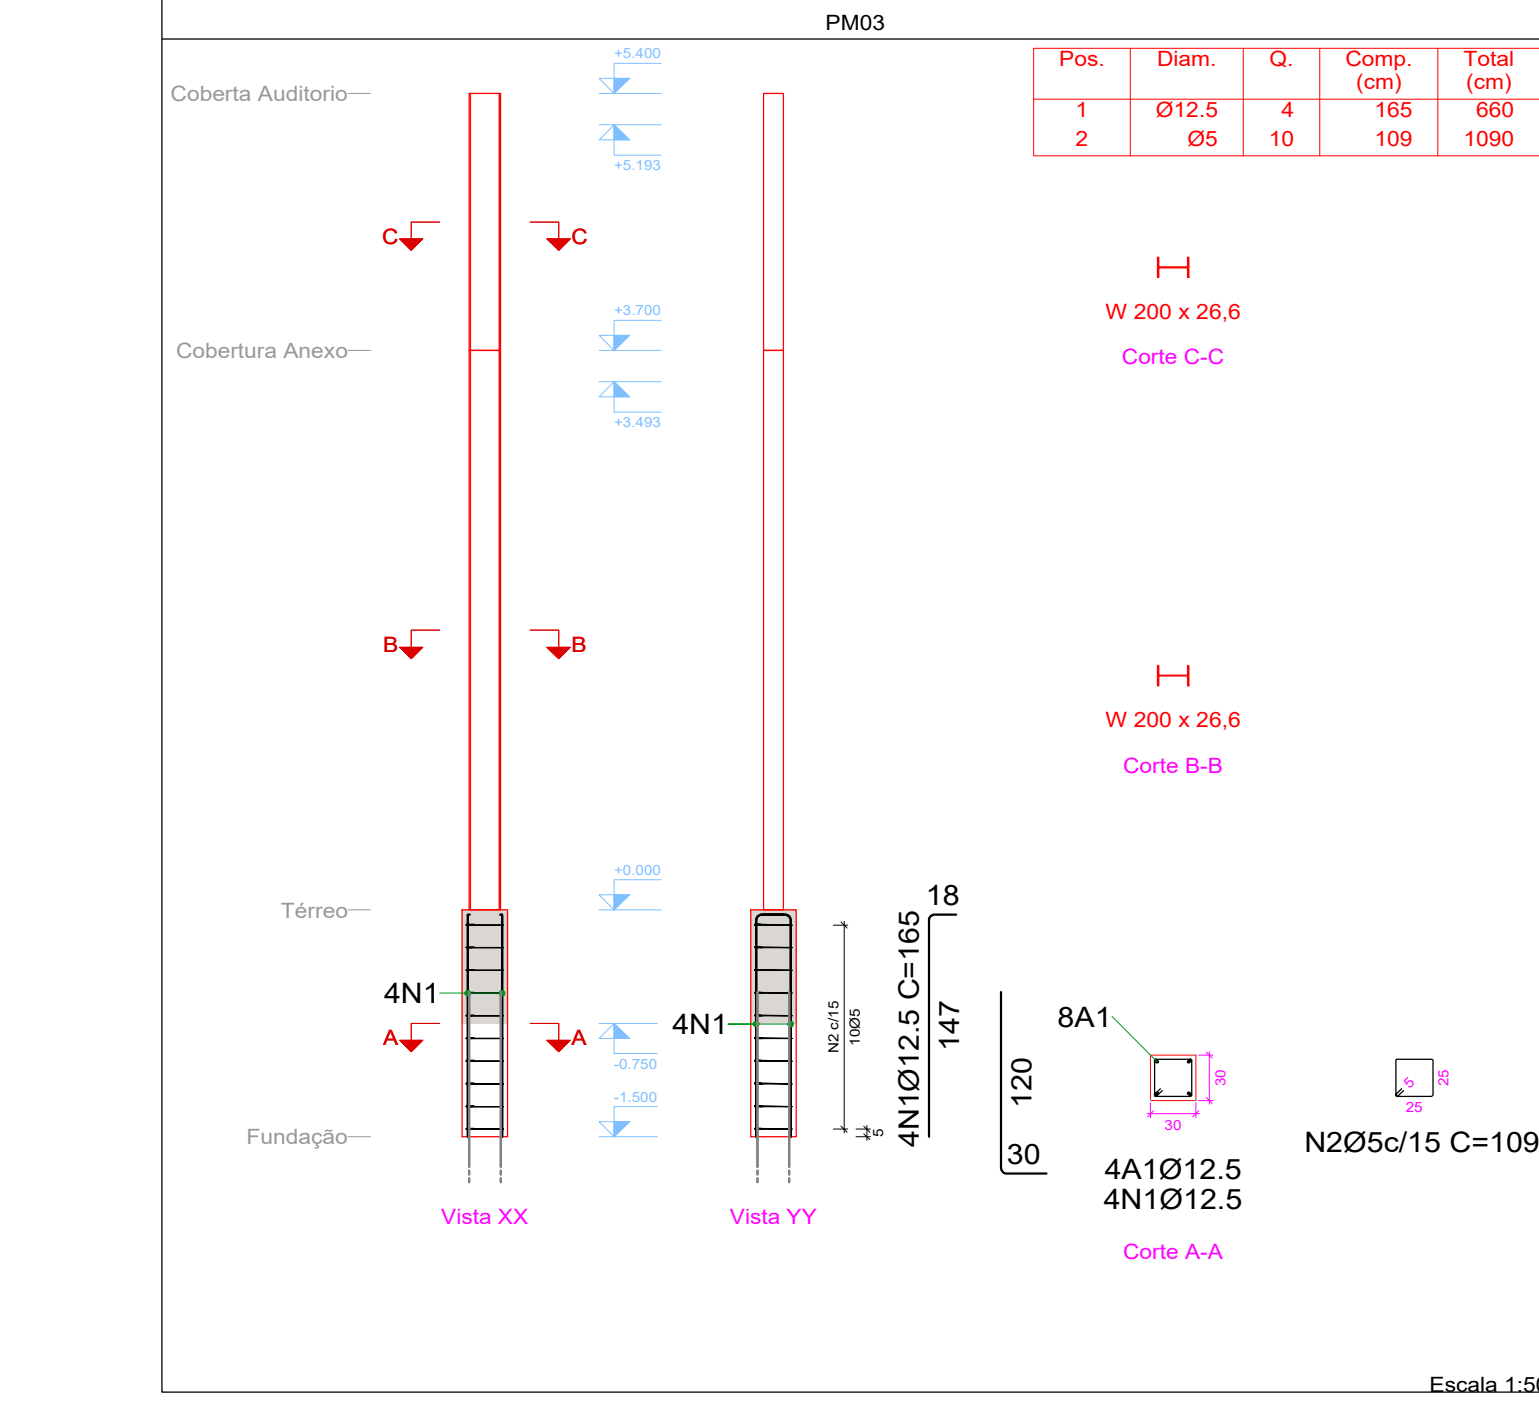 PM03
Pos. Diam. Q. Comp. (cm) Total (cm)
1 Ø12.5 4 165 660
2 Ø5 10 109 1090
Coberta Auditorio
+5.400
+5.193
C C
W 200 x 26,6
Corte C-C
Cobertura Anexo
+3.700
+3.493
B B
W 200 x 26,6
Corte B-B
Térreo
+0.000
4N1
A A
-0.750
-1.500
Fundação
Vista XX
4N1
N2 c/15
10Ø5
5
Vista YY
4N1Ø12.5 C=165
18
147
120
30
8A1
30
30
4A1Ø12.5
4N1Ø12.5
Corte A-A
5
25
25
N2Ø5c/15 C=109
Escala 1:50